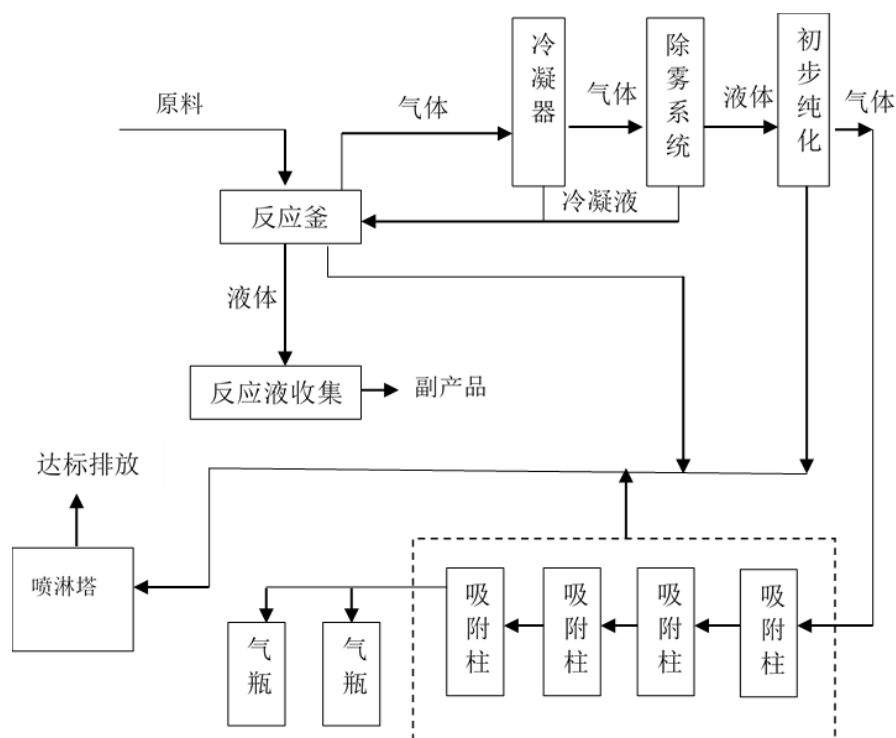 原料
气体
冷凝器
气体
除雾系统
液体
初步纯化
气体
反应釜
冷凝液
液体
反应液收集
副产品
达标排放
喷淋塔
气瓶
气瓶
吸附柱
吸附柱
吸附柱
吸附柱